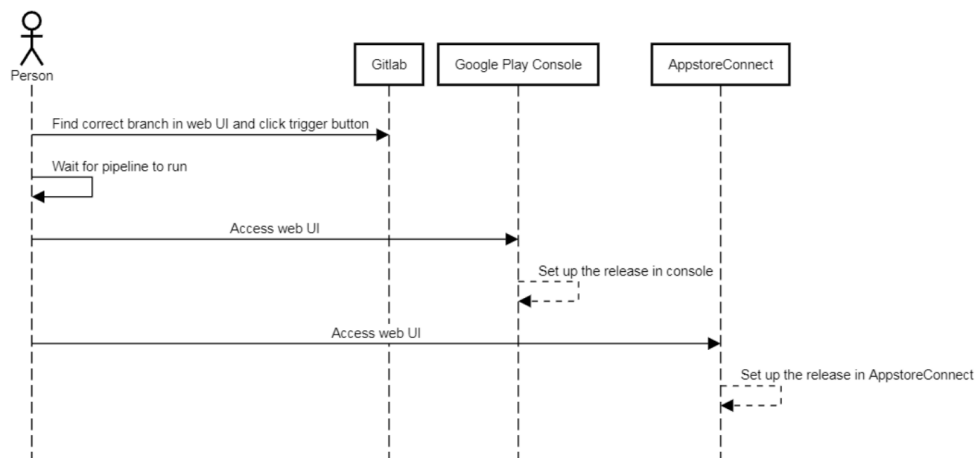 Person
Gitlab
Google Play Console
AppstoreConnect
Find correct branch in web UI and click trigger button
Wait for pipeline to run
Access web UI
Set up the release in console
Access web UI
Set up the release in AppstoreConnect